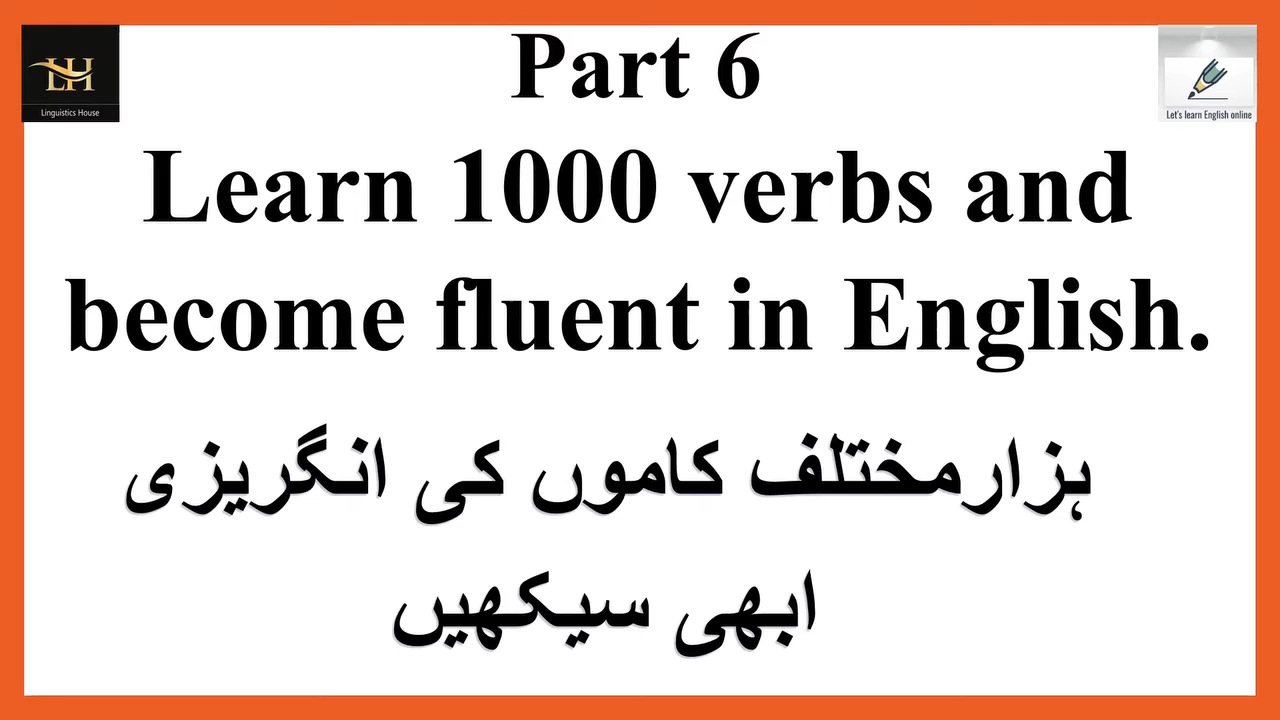 Part 6
LH
Linguistics House
Let's learn English online
Learn 1000 verbs and
become fluent in English.
ہزارمختلف کاموں کی انگریزی
ابھی سیکھیں